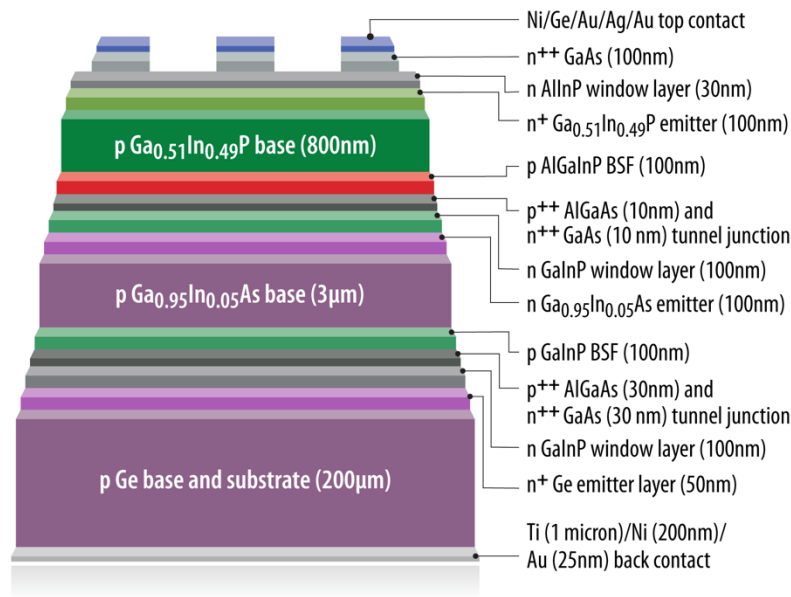 Ni/Ge/Au/Ag/Au top contact
n++ GaAs (100nm)
n AlInP window layer (30nm)
n+ Ga0.51In0.49P emitter (100nm)
p Ga0.51In0.49P base (800nm)
p AlGaInP BSF (100nm)
p++ AlGaAs (10nm) and
n++ GaAs (10 nm) tunnel junction
n GaInP window layer (100nm)
p Ga0.95In0.05As base (3μm)
n Ga0.95In0.05As emitter (100nm)
p GaInP BSF (100nm)
p++ AlGaAs (30nm) and
n++ GaAs (30 nm) tunnel junction
n GaInP window layer (100nm)
p Ge base and substrate (200μm)
n+ Ge emitter layer (50nm)
Ti (1 micron)/Ni (200nm)/
Au (25nm) back contact